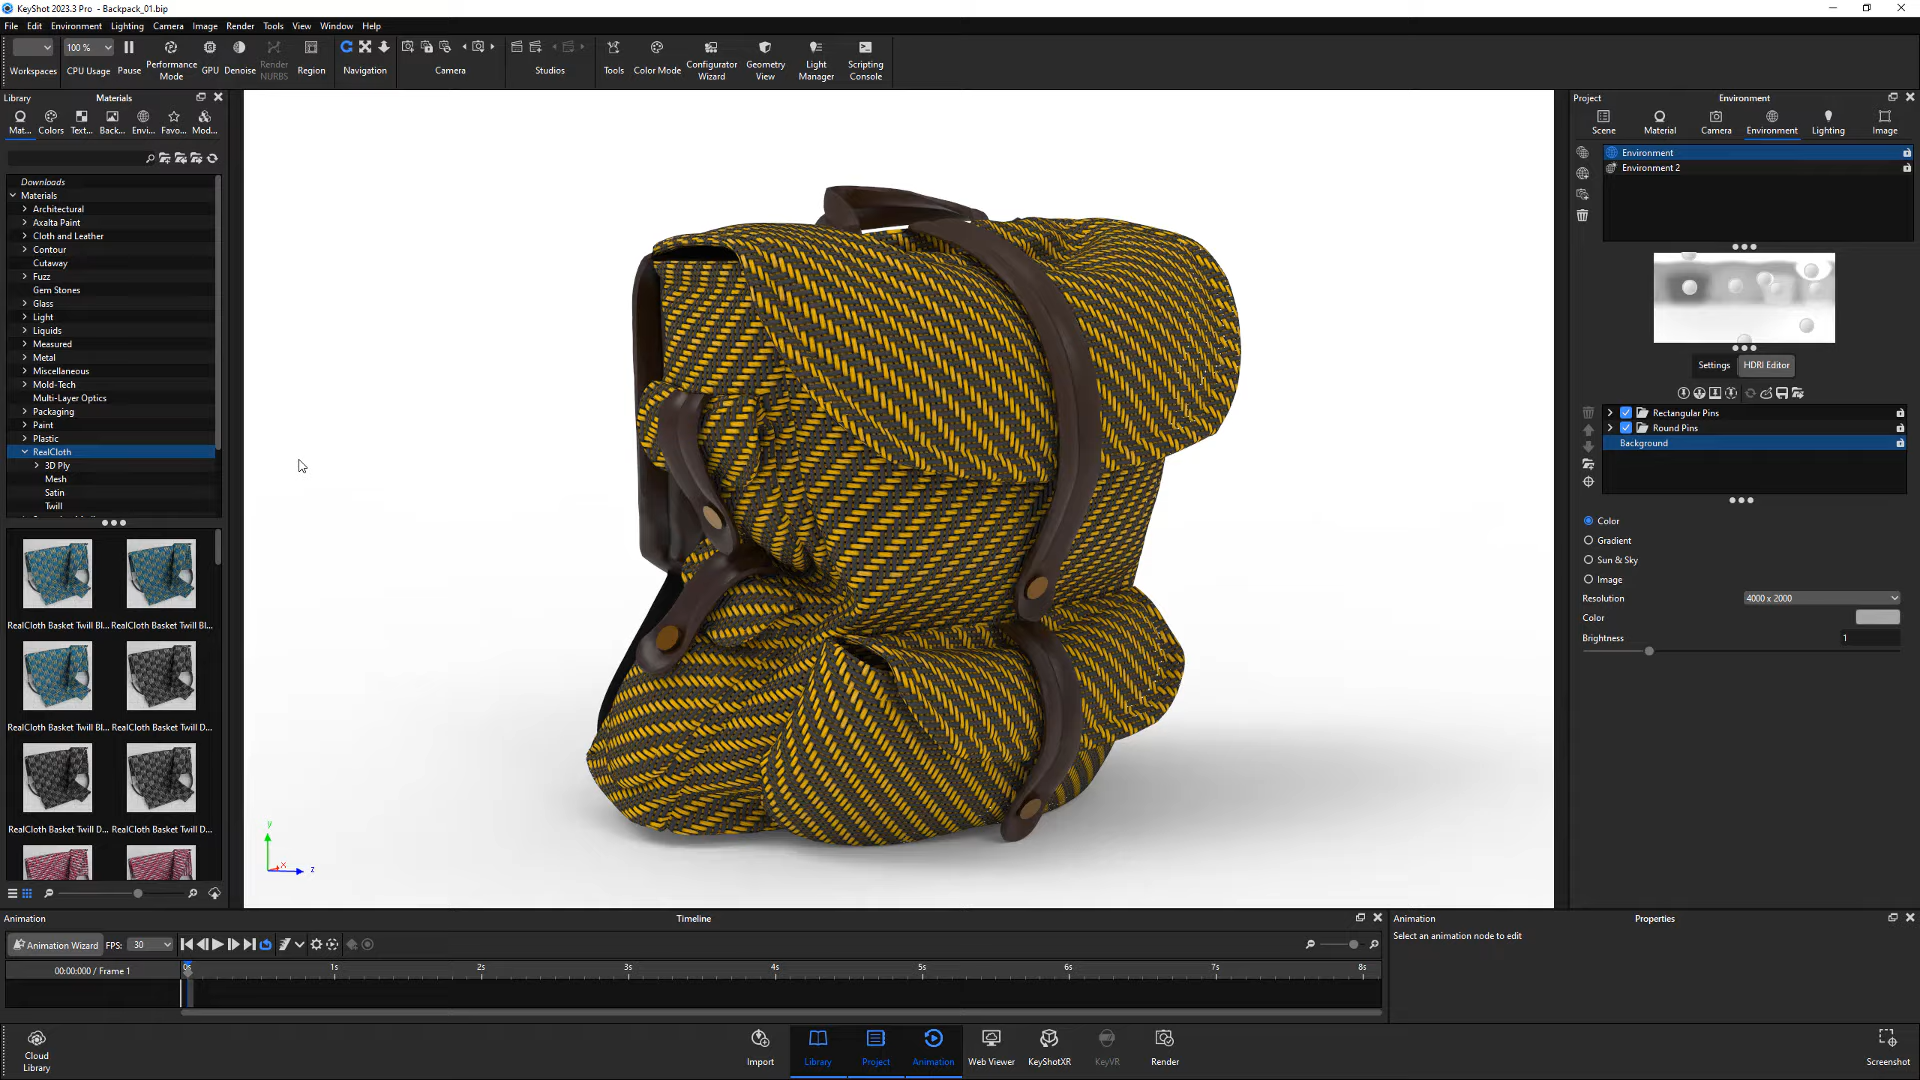 KeyShot 2023.3 Pro - Backpack_01.bip
File Edit Environment Lighting Camera Image Render Tools View Window Help
100 %
Workspaces CPU Usage Pause Performance Mode GPU Denoise Render NURBS Region Navigation Camera Studios Tools Color Mode Configurator Wizard Geometry View Light Manager Scripting Console
Library Materials
Mat... Colors Text... Back... Envi... Favo... Mod...
Downloads
Materials
Architectural
Axalta Paint
Cloth and Leather
Contour
Cutaway
Fuzz
Gem Stones
Glass
Light
Liquids
Measured
Metal
Miscellaneous
Mold-Tech
Multi-Layer Optics
Packaging
Paint
Plastic
RealCloth
3D Ply
Mesh
Satin
Twill
RealCloth Basket Twill Bl... RealCloth Basket Twill Bl...
RealCloth Basket Twill Bl... RealCloth Basket Twill D...
RealCloth Basket Twill D... RealCloth Basket Twill D...
y
x
z
Project Environment
Scene Material Camera Environment Lighting Image
Environment
Environment 2
Settings HDRI Editor
Rectangular Pins
Round Pins
Background
Color
Gradient
Sun & Sky
Image
Resolution 4000 x 2000
Color
Brightness 1
Animation Timeline
Animation Wizard FPS: 30
00:00:000 / Frame 1
0s 1s 2s 3s 4s 5s 6s 7s 8s
Animation Properties
Select an animation node to edit
Cloud Library
Import Library Project Animation Web Viewer KeyShotXR KeyVR Render
Screenshot